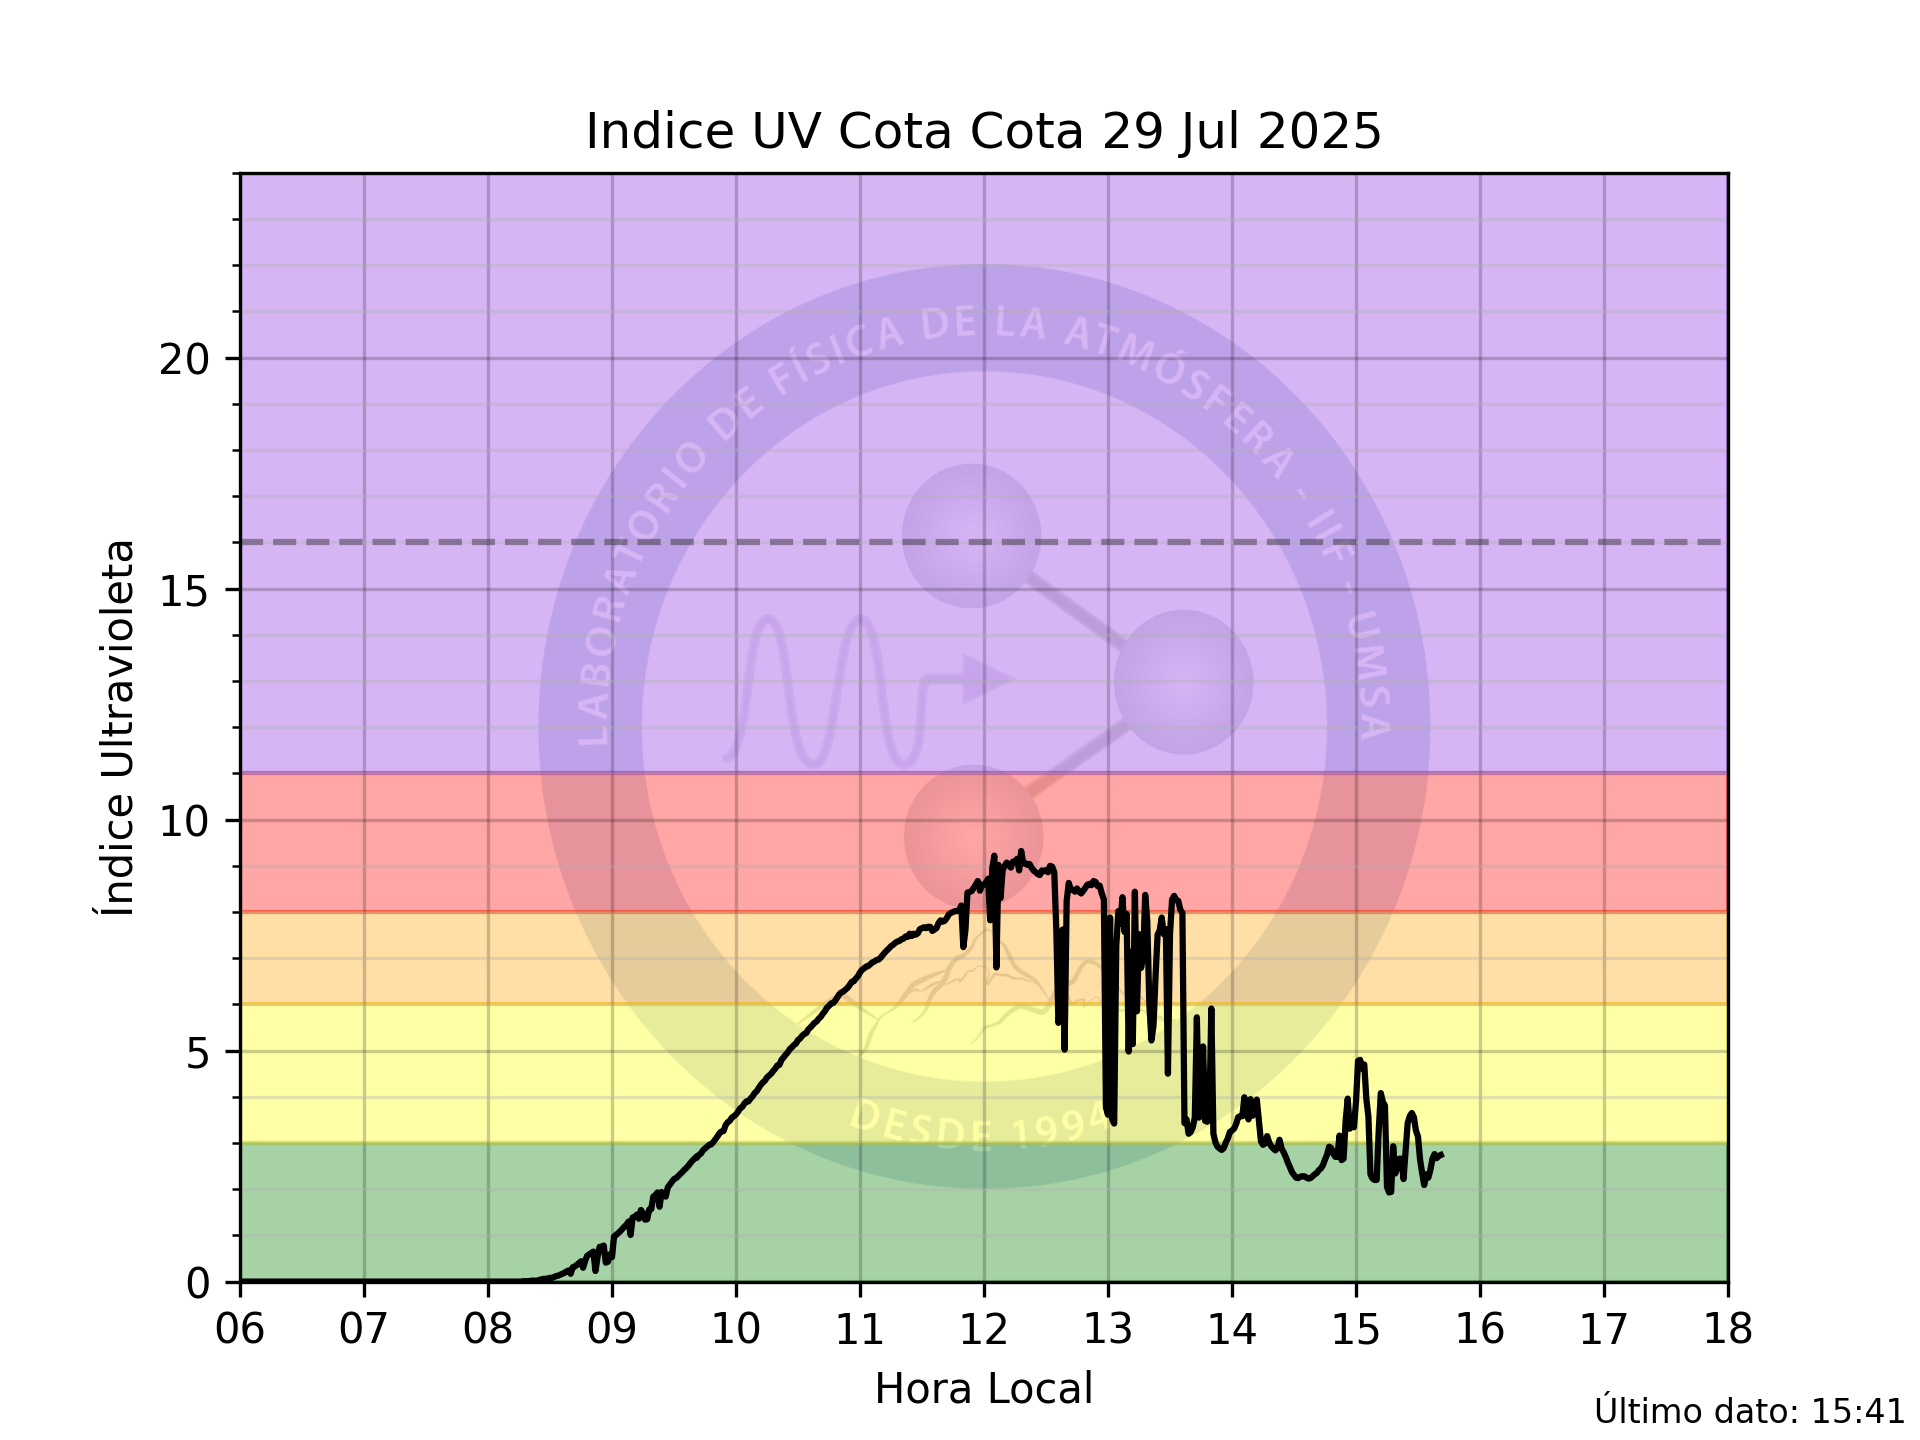 Indice UV Cota Cota 29 Jul 2025
LABORATORIO DE FÍSICA DE LA ATMÓSFERA - IIF - UMSA
DESDE 1994
Índice Ultravioleta
20
15
10
5
0
06 07 08 09 10 11 12 13 14 15 16 17 18
Hora Local
Último dato: 15:41